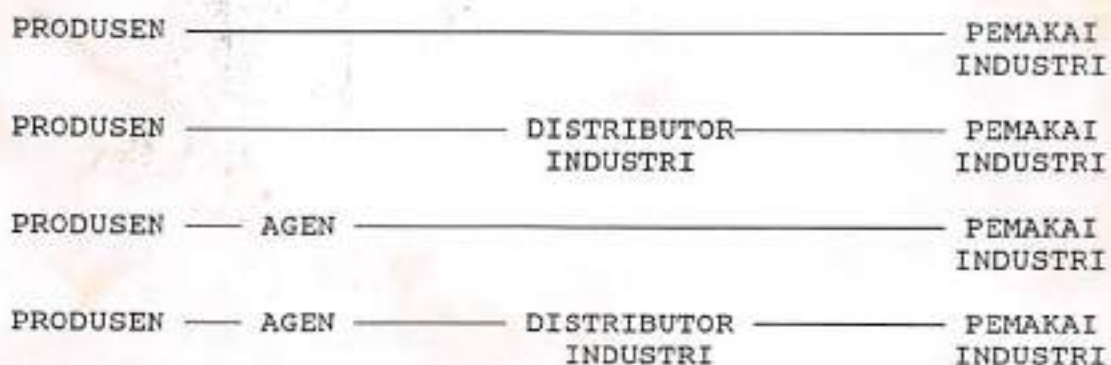 PRODUSEN PEMAKAI
INDUSTRI
PRODUSEN DISTRIBUTOR PEMAKAI
INDUSTRI INDUSTRI
PRODUSEN AGEN PEMAKAI
INDUSTRI
PRODUSEN AGEN DISTRIBUTOR PEMAKAI
INDUSTRI INDUSTRI